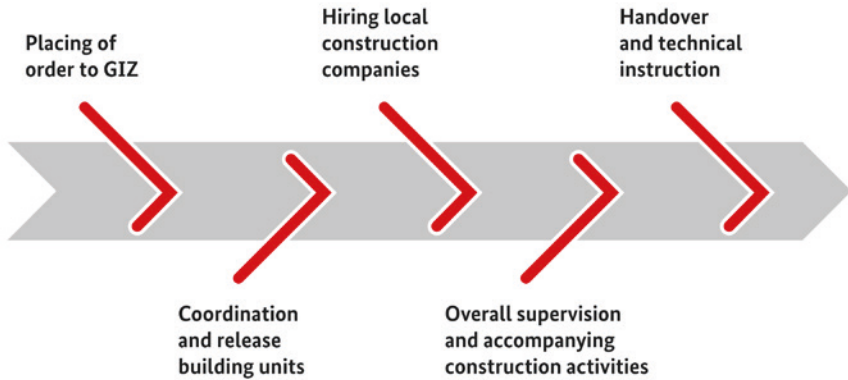 Placing of
order to GIZ
Coordination
and release
building units
Hiring local
construction
companies
Overall supervision
and accompanying
construction activities
Handover
and technical
instruction